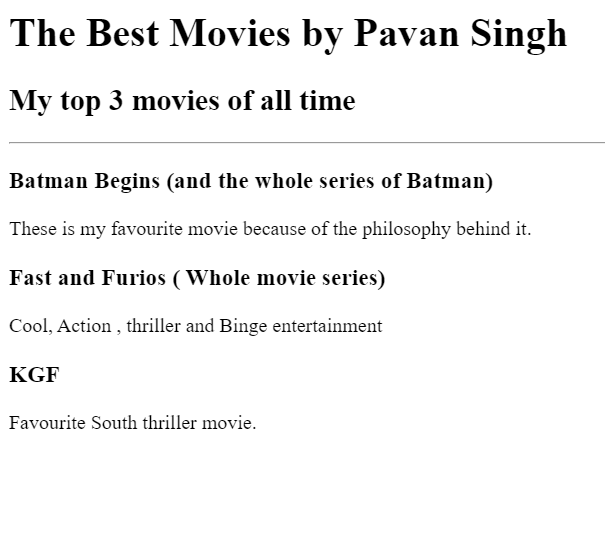 The Best Movies by Pavan Singh
My top 3 movies of all time
Batman Begins (and the whole series of Batman)
These is my favourite movie because of the philosophy behind it.
Fast and Furios ( Whole movie series)
Cool, Action , thriller and Binge entertainment
KGF
Favourite South thriller movie.